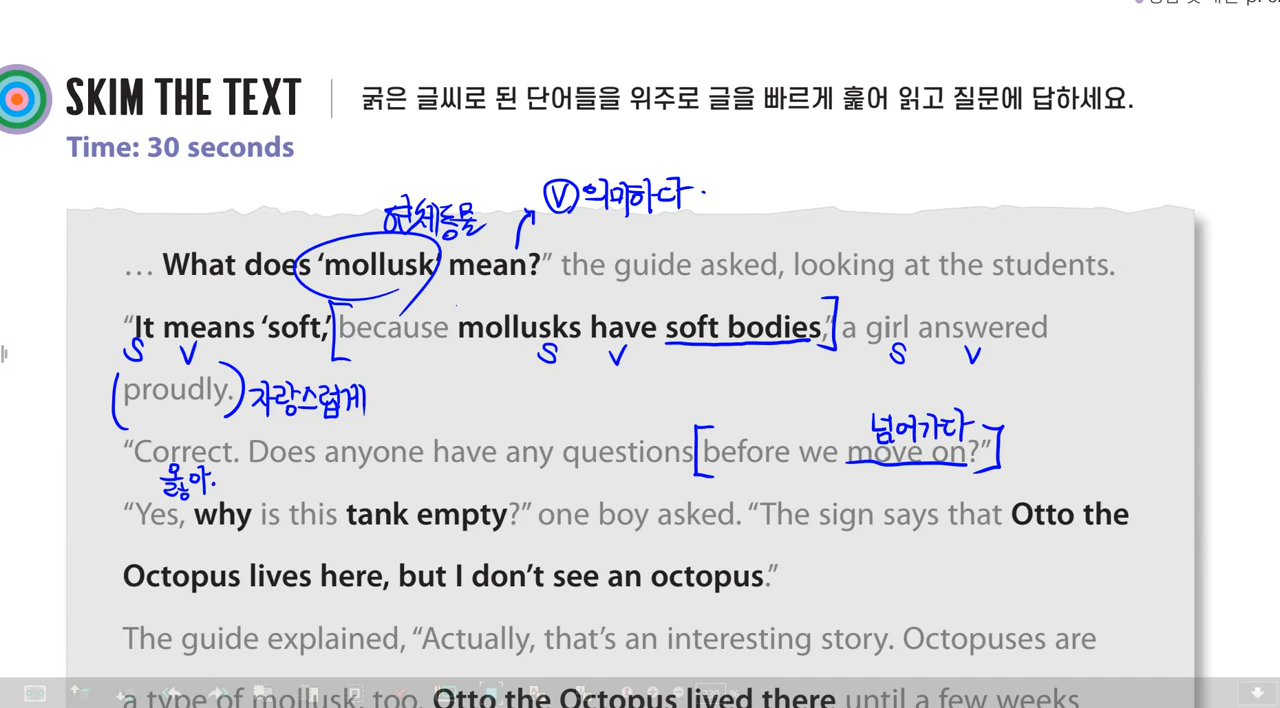 SKIM THE TEXT
굵은 글씨로 된 단어들을 위주로 글을 빠르게 훑어 읽고 질문에 답하세요.
Time: 30 seconds
Ⓥ 의미하다.
연체동물
… What does ‘mollusk’ mean?” the guide asked, looking at the students.
“It means ‘soft,’ [because mollusks have soft bodies,”] a girl answered
S V S V S V
(proudly.) 자랑스럽게
넘어가다
“Correct. Does anyone have any questions [before we move on?”]
옳아.
“Yes, why is this tank empty?” one boy asked. “The sign says that Otto the
Octopus lives here, but I don’t see an octopus.”
The guide explained, “Actually, that’s an interesting story. Octopuses are
a type of mollusk, too. Otto the Octopus lived there until a few weeks